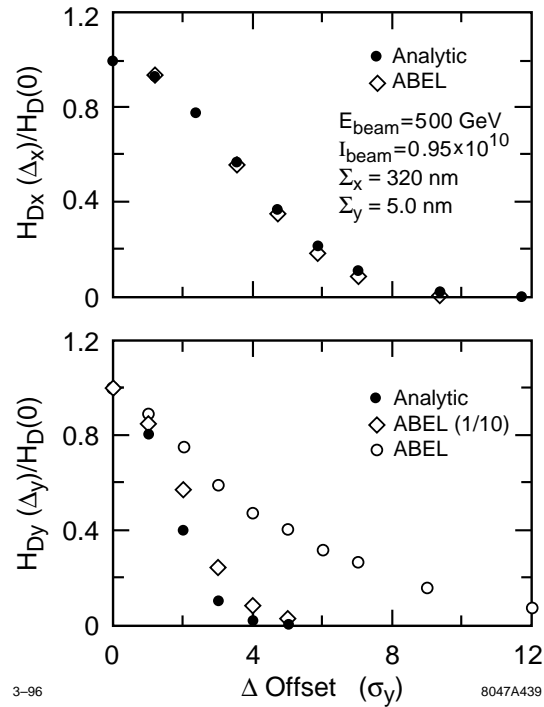 1.2
0.8
0.4
0
H_Dx (Δ_x)/H_D(0)
Analytic
ABEL
E_beam=500 GeV
I_beam=0.95×10^10
Σ_x = 320 nm
Σ_y = 5.0 nm
1.2
0.8
0.4
0
H_Dy (Δ_y)/H_D(0)
Analytic
ABEL (1/10)
ABEL
0 4 8 12
Δ Offset (σ_y)
3–96
8047A439